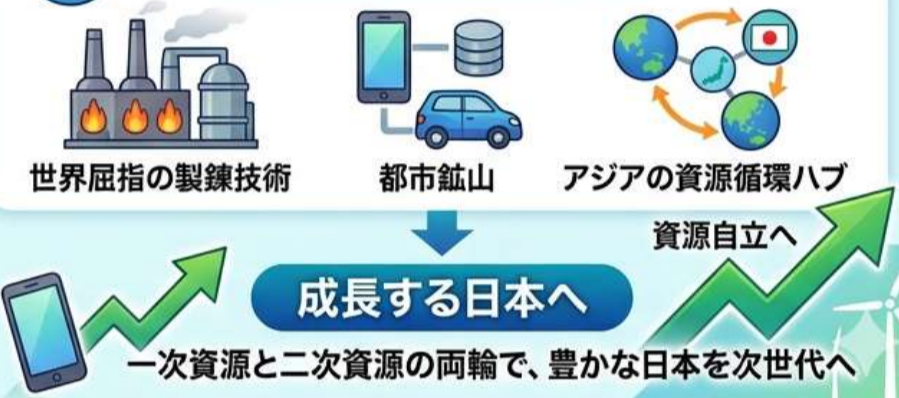 世界屈指の製錬技術
都市鉱山
アジアの資源循環ハブ
資源自立へ
成長する日本へ
一次資源と二次資源の両輪で、豊かな日本を次世代へ